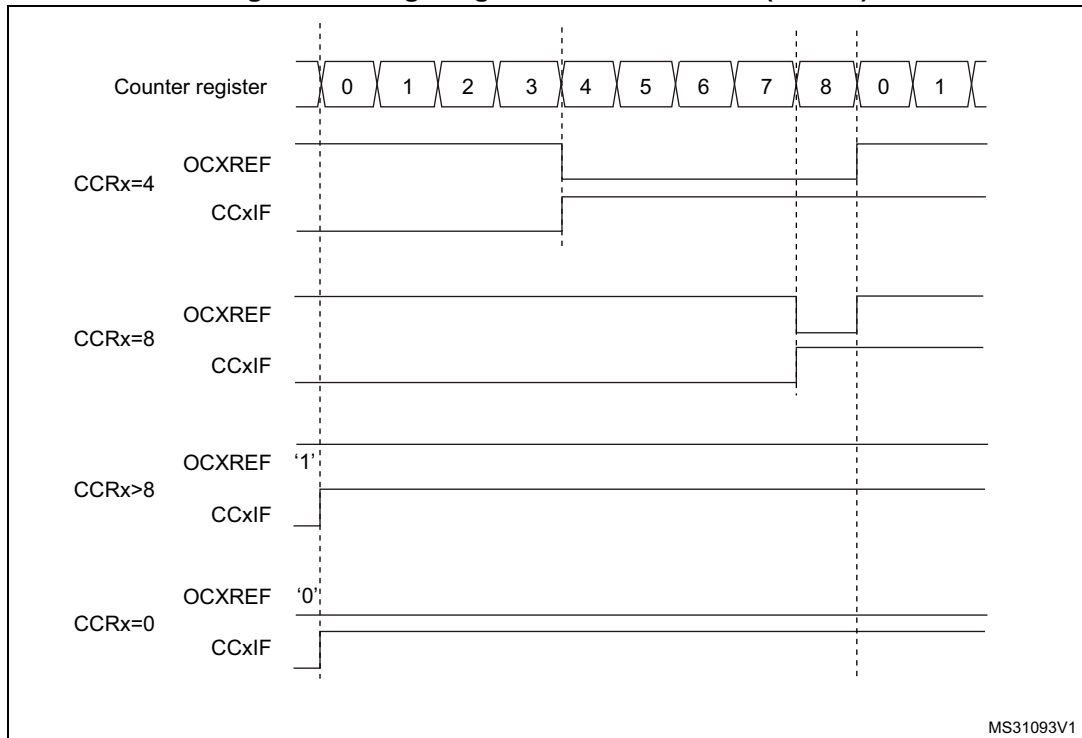 Counter register 0 1 2 3 4 5 6 7 8 0 1
OCXREF
CCRx=4
CCxIF
OCXREF
CCRx=8
CCxIF
OCXREF ‘1’
CCRx>8
CCxIF
OCXREF ‘0’
CCRx=0
CCxIF
MS31093V1